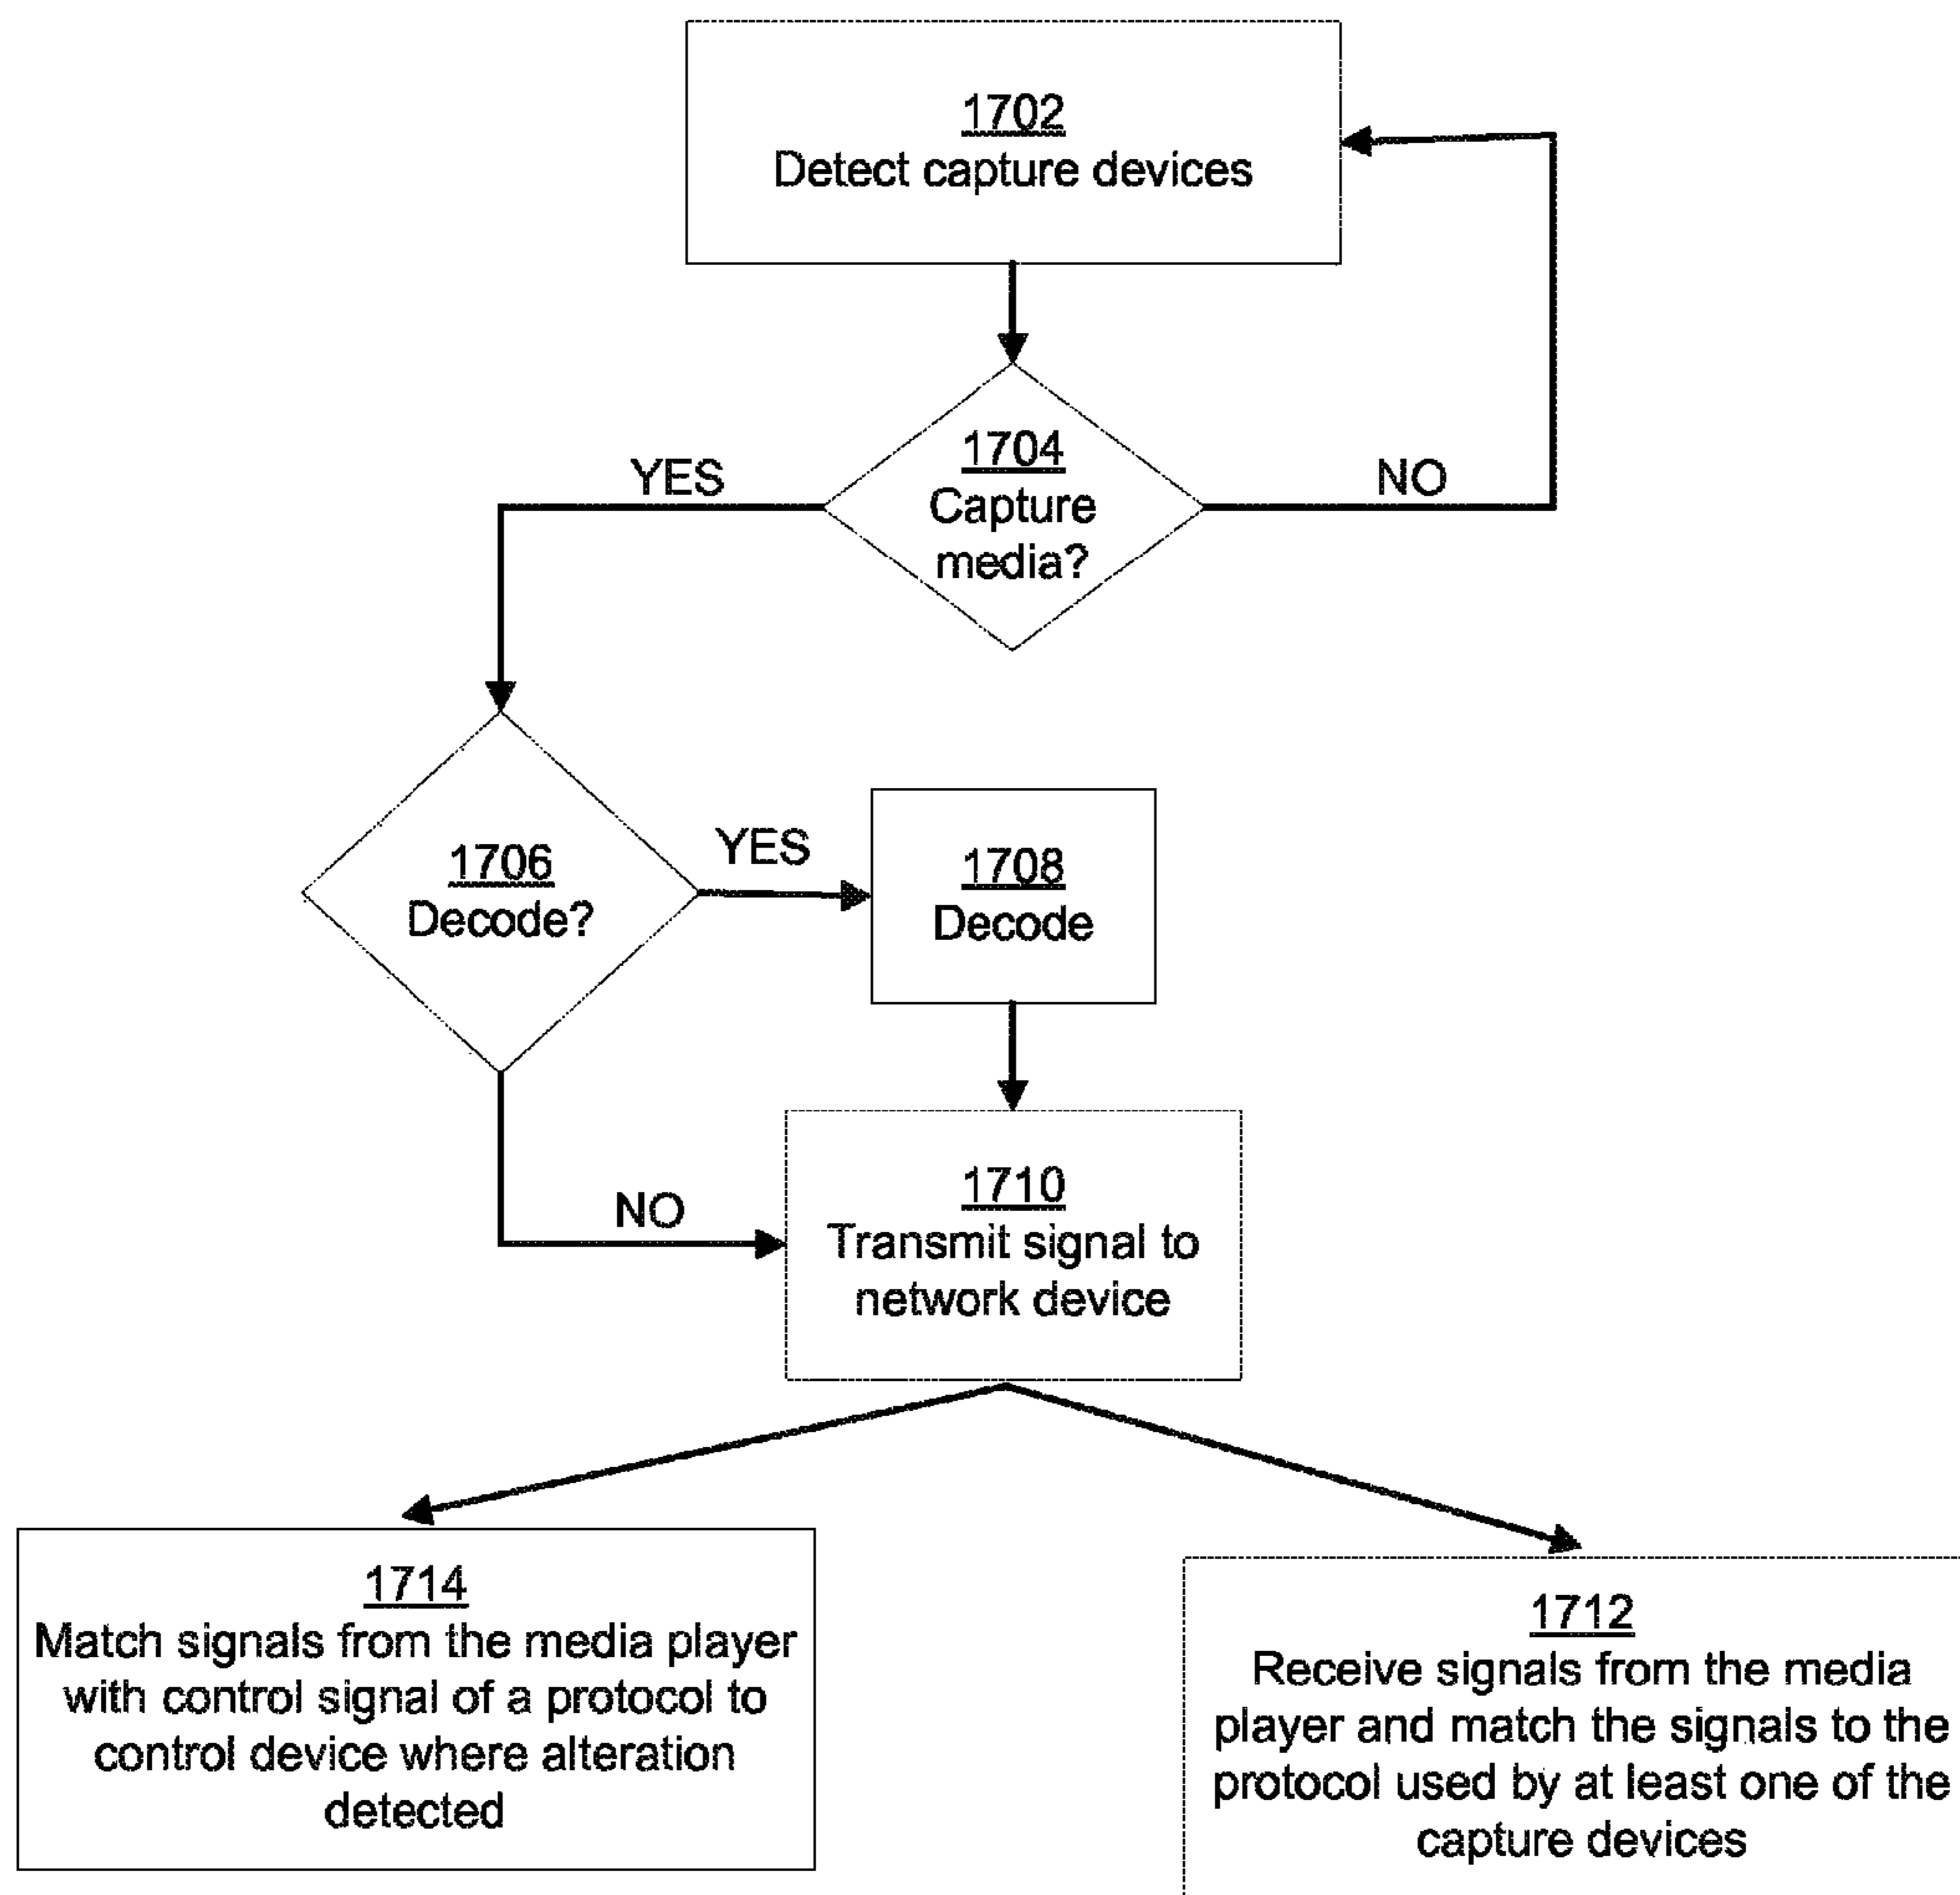 1702
Detect capture devices
1704
Capture
media?
YES
NO
1706
Decode?
YES
1708
Decode
NO
1710
Transmit signal to
network device
1714
Match signals from the media player
with control signal of a protocol to
control device where alteration
detected
1712
Receive signals from the media
player and match the signals to the
protocol used by at least one of the
capture devices